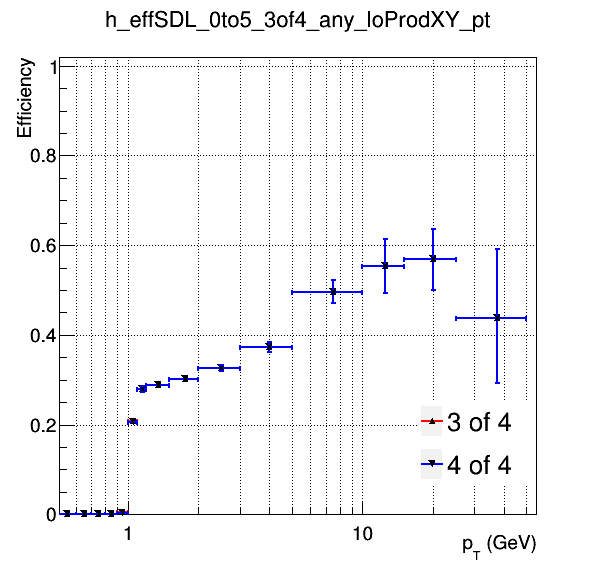 h_effSDL_0to5_3of4_any_loProdXY_pt
Efficiency
1
0.8
0.6
0.4
0.2
0
3 of 4
4 of 4
1
10
p_T (GeV)